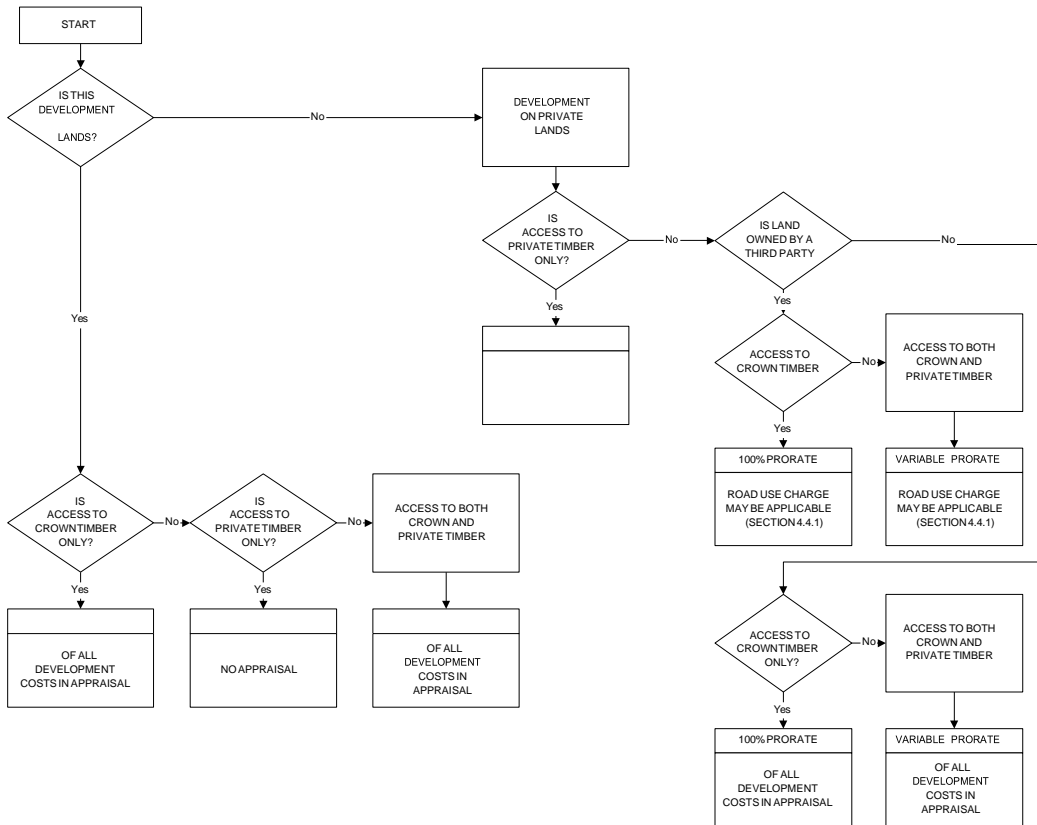 START
IS THIS
DEVELOPMENT
LANDS?
No
DEVELOPMENT
ON PRIVATE
LANDS
IS
ACCESS TO
PRIVATE TIMBER
ONLY?
No
IS LAND
OWNED BY A
THIRD PARTY
No
Yes
Yes
Yes
ACCESS TO
CROWN TIMBER
No
ACCESS TO BOTH
CROWN AND
PRIVATE TIMBER
Yes
100% PRORATE
ROAD USE CHARGE
MAY BE APPLICABLE
(SECTION 4.4.1)
VARIABLE PRORATE
ROAD USE CHARGE
MAY BE APPLICABLE
(SECTION 4.4.1)
IS
ACCESS TO
CROWN TIMBER
ONLY?
No
IS
ACCESS TO
PRIVATE TIMBER
ONLY?
No
ACCESS TO BOTH
CROWN AND
PRIVATE TIMBER
Yes
Yes
OF ALL
DEVELOPMENT
COSTS IN APPRAISAL
NO APPRAISAL
OF ALL
DEVELOPMENT
COSTS IN
APPRAISAL
ACCESS TO
CROWN TIMBER
ONLY?
No
ACCESS TO BOTH
CROWN AND
PRIVATE TIMBER
Yes
100% PRORATE
OF ALL
DEVELOPMENT
COSTS IN APPRAISAL
VARIABLE PRORATE
OF ALL
DEVELOPMENT
COSTS IN
APPRAISAL